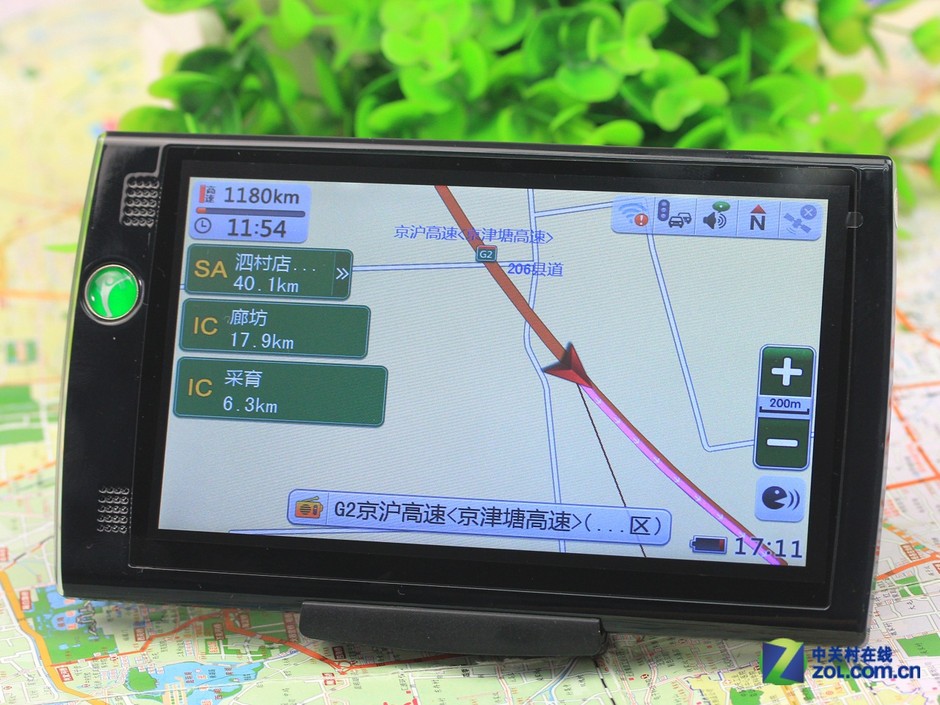 高速 1180km
11:54
SA 泗村店...
40.1km
IC 廊坊
17.9km
IC 采育
6.3km
京沪高速<京津塘高速>
G2
206县道
N
200m
G2京沪高速<京津塘高速>(...区)
17:11
中关村在线
ZOL.COM.CN